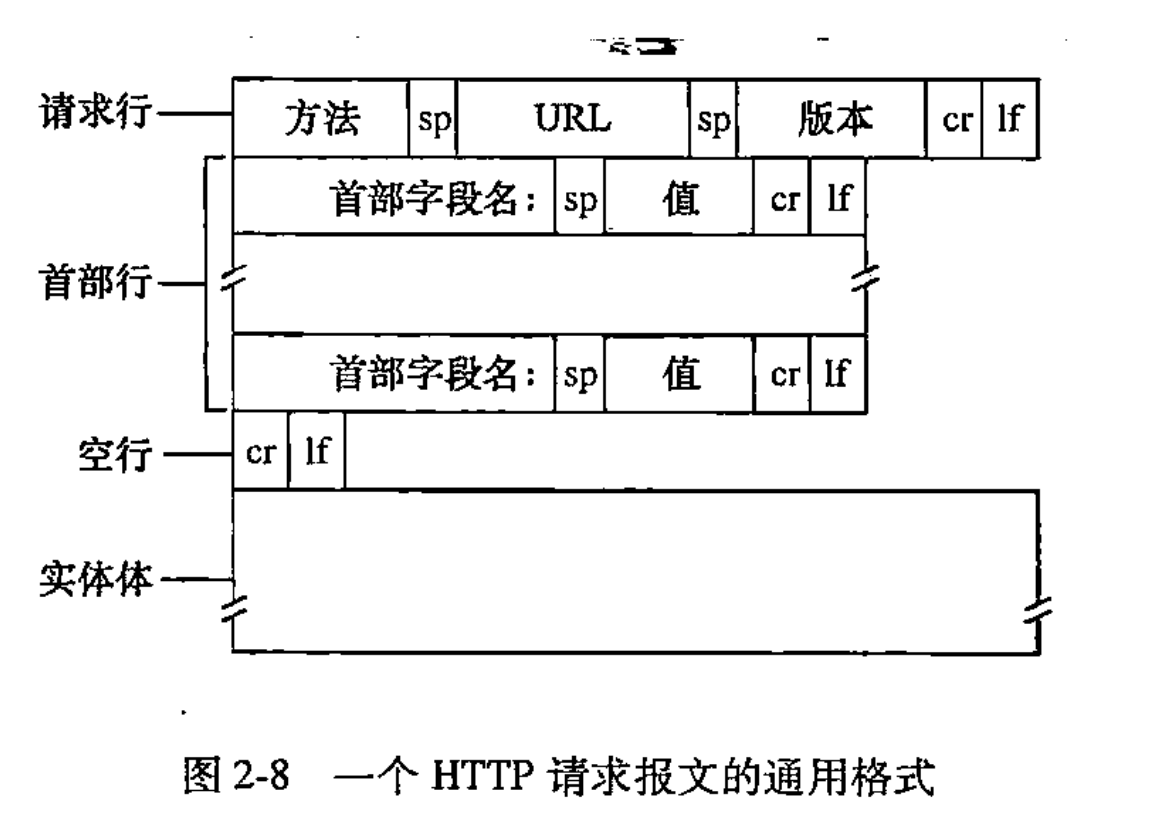 请求行 方法 sp URL sp 版本 cr lf
首部字段名： sp 值 cr lf
首部行
首部字段名： sp 值 cr lf
空行 cr lf
实体体
图 2-8 一个 HTTP 请求报文的通用格式